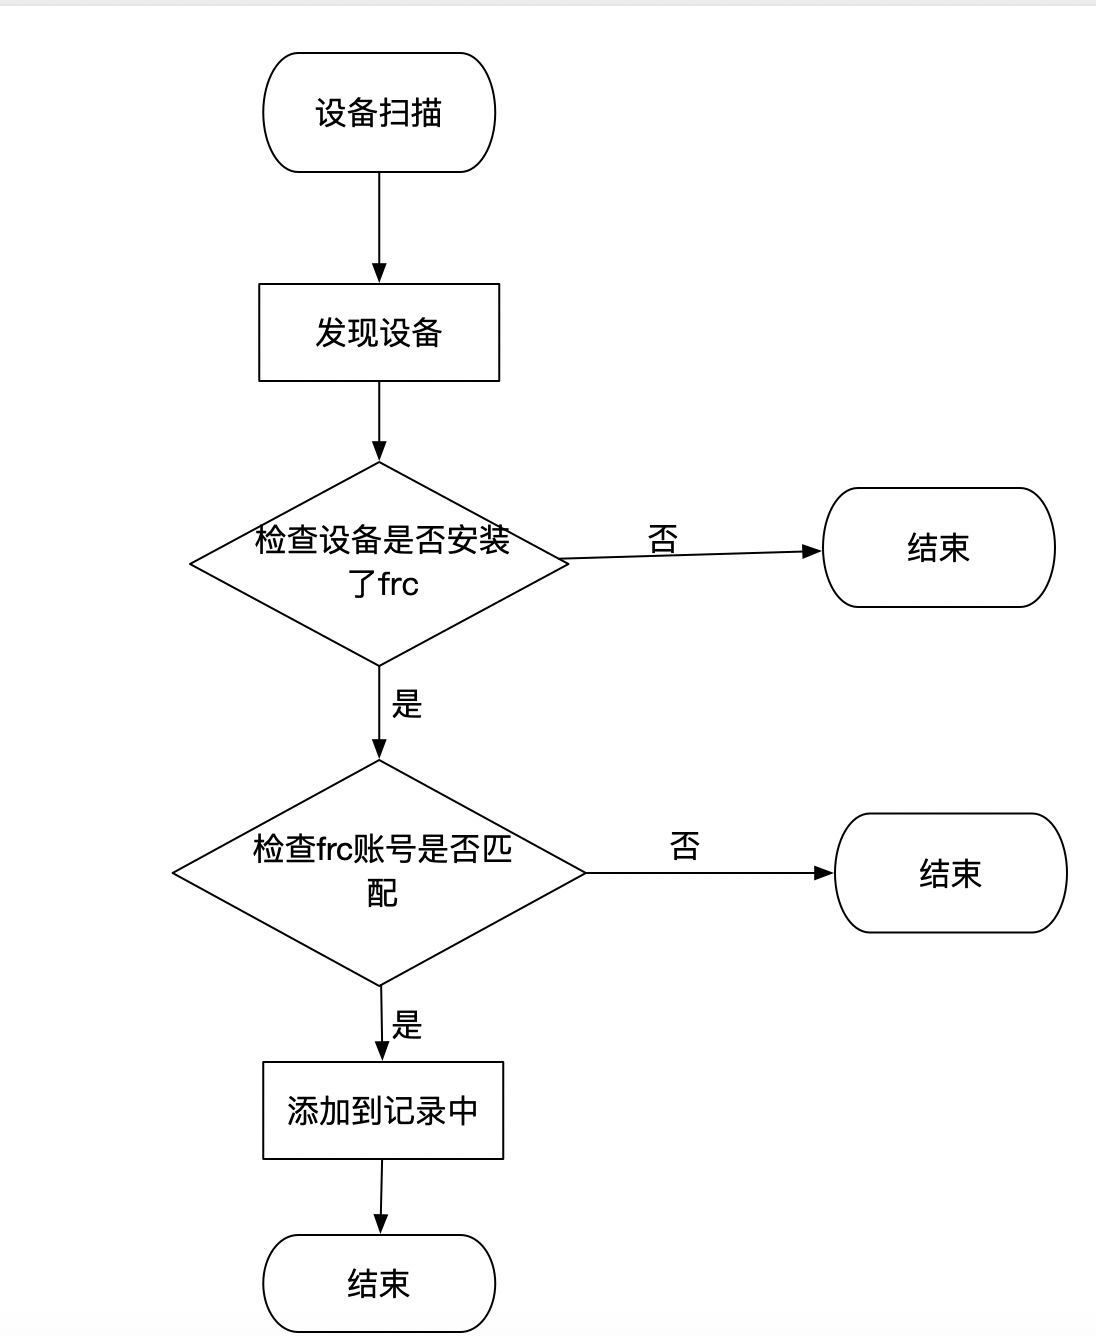 设备扫描
发现设备
检查设备是否安装
了frc
否
结束
是
检查frc账号是否匹
配
否
结束
是
添加到记录中
结束